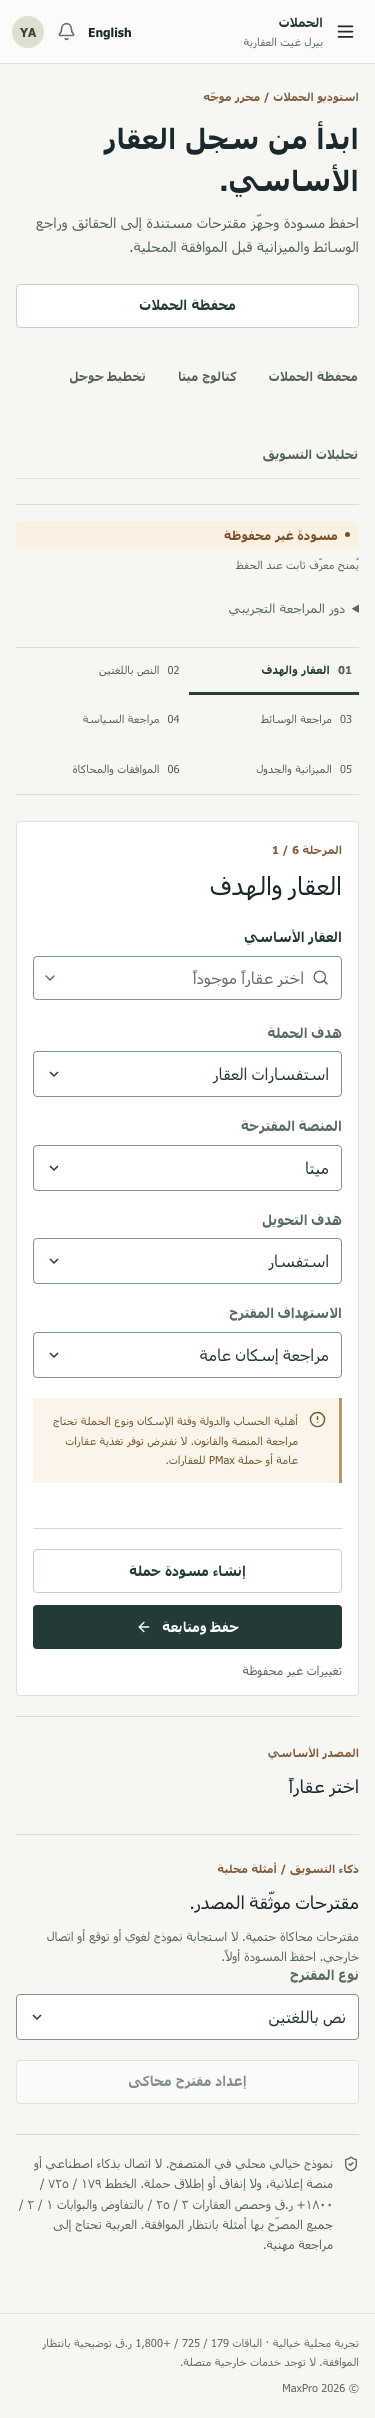 الحملات
بيرل غيت العقارية
English
YA
استوديو الحملات / محرر موجّه
ابدأ من سجل العقار
الأساسي.
احفظ مسودة وجهّز مقترحات مستندة إلى الحقائق وراجع
الوسائط والميزانية قبل الموافقة المحلية.
محفظة الحملات
محفظة الحملات
كتالوج ميتا
تخطيط جوجل
تحليلات التسويق
مسودة غير محفوظة
يُمنح معرّف ثابت عند الحفظ
دور المراجعة التجريبي
01 العقار والهدف
02 النص باللغتين
03 مراجعة الوسائط
04 مراجعة السياسة
05 الميزانية والجدول
06 الموافقات والمحاكاة
المرحلة 6 / 1
العقار والهدف
العقار الأساسي
اختر عقاراً موجوداً
هدف الحملة
استفسارات العقار
المنصة المقترحة
ميتا
هدف التحويل
استفسار
الاستهداف المقترح
مراجعة إسكان عامة
أهلية الحساب والدولة وفئة الإسكان ونوع الحملة تحتاج
مراجعة المنصة والقانون. لا نفترض توفر تغذية عقارات
عامة أو حملة PMax للعقارات.
إنشاء مسودة حملة
حفظ ومتابعة
تغييرات غير محفوظة
المصدر الأساسي
اختر عقاراً
ذكاء التسويق / أمثلة محلية
مقترحات موثّقة المصدر.
مقترحات محاكاة حتمية. لا استجابة نموذج لغوي أو توقع أو اتصال
خارجي. احفظ المسودة أولاً.
نوع المقترح
نص باللغتين
إعداد مقترح محاكى
نموذج خيالي محلي في المتصفح. لا اتصال بذكاء اصطناعي أو
منصة إعلانية، ولا إنفاق أو إطلاق حملة. الخطط ١٧٩ / ٧٢٥ /
١٨٠٠+ ر.ق وحصص العقارات ٣ / ٢٥ / بالتفاوض والبوابات ١ / ٢ /
جميع المصرّح بها أمثلة بانتظار الموافقة. العربية تحتاج إلى
مراجعة مهنية.
تجربة محلية خيالية · الباقات 179 / 725 / +1,800 ر.ق توضيحية بانتظار
الموافقة. لا توجد خدمات خارجية متصلة.
© 2026 MaxPro